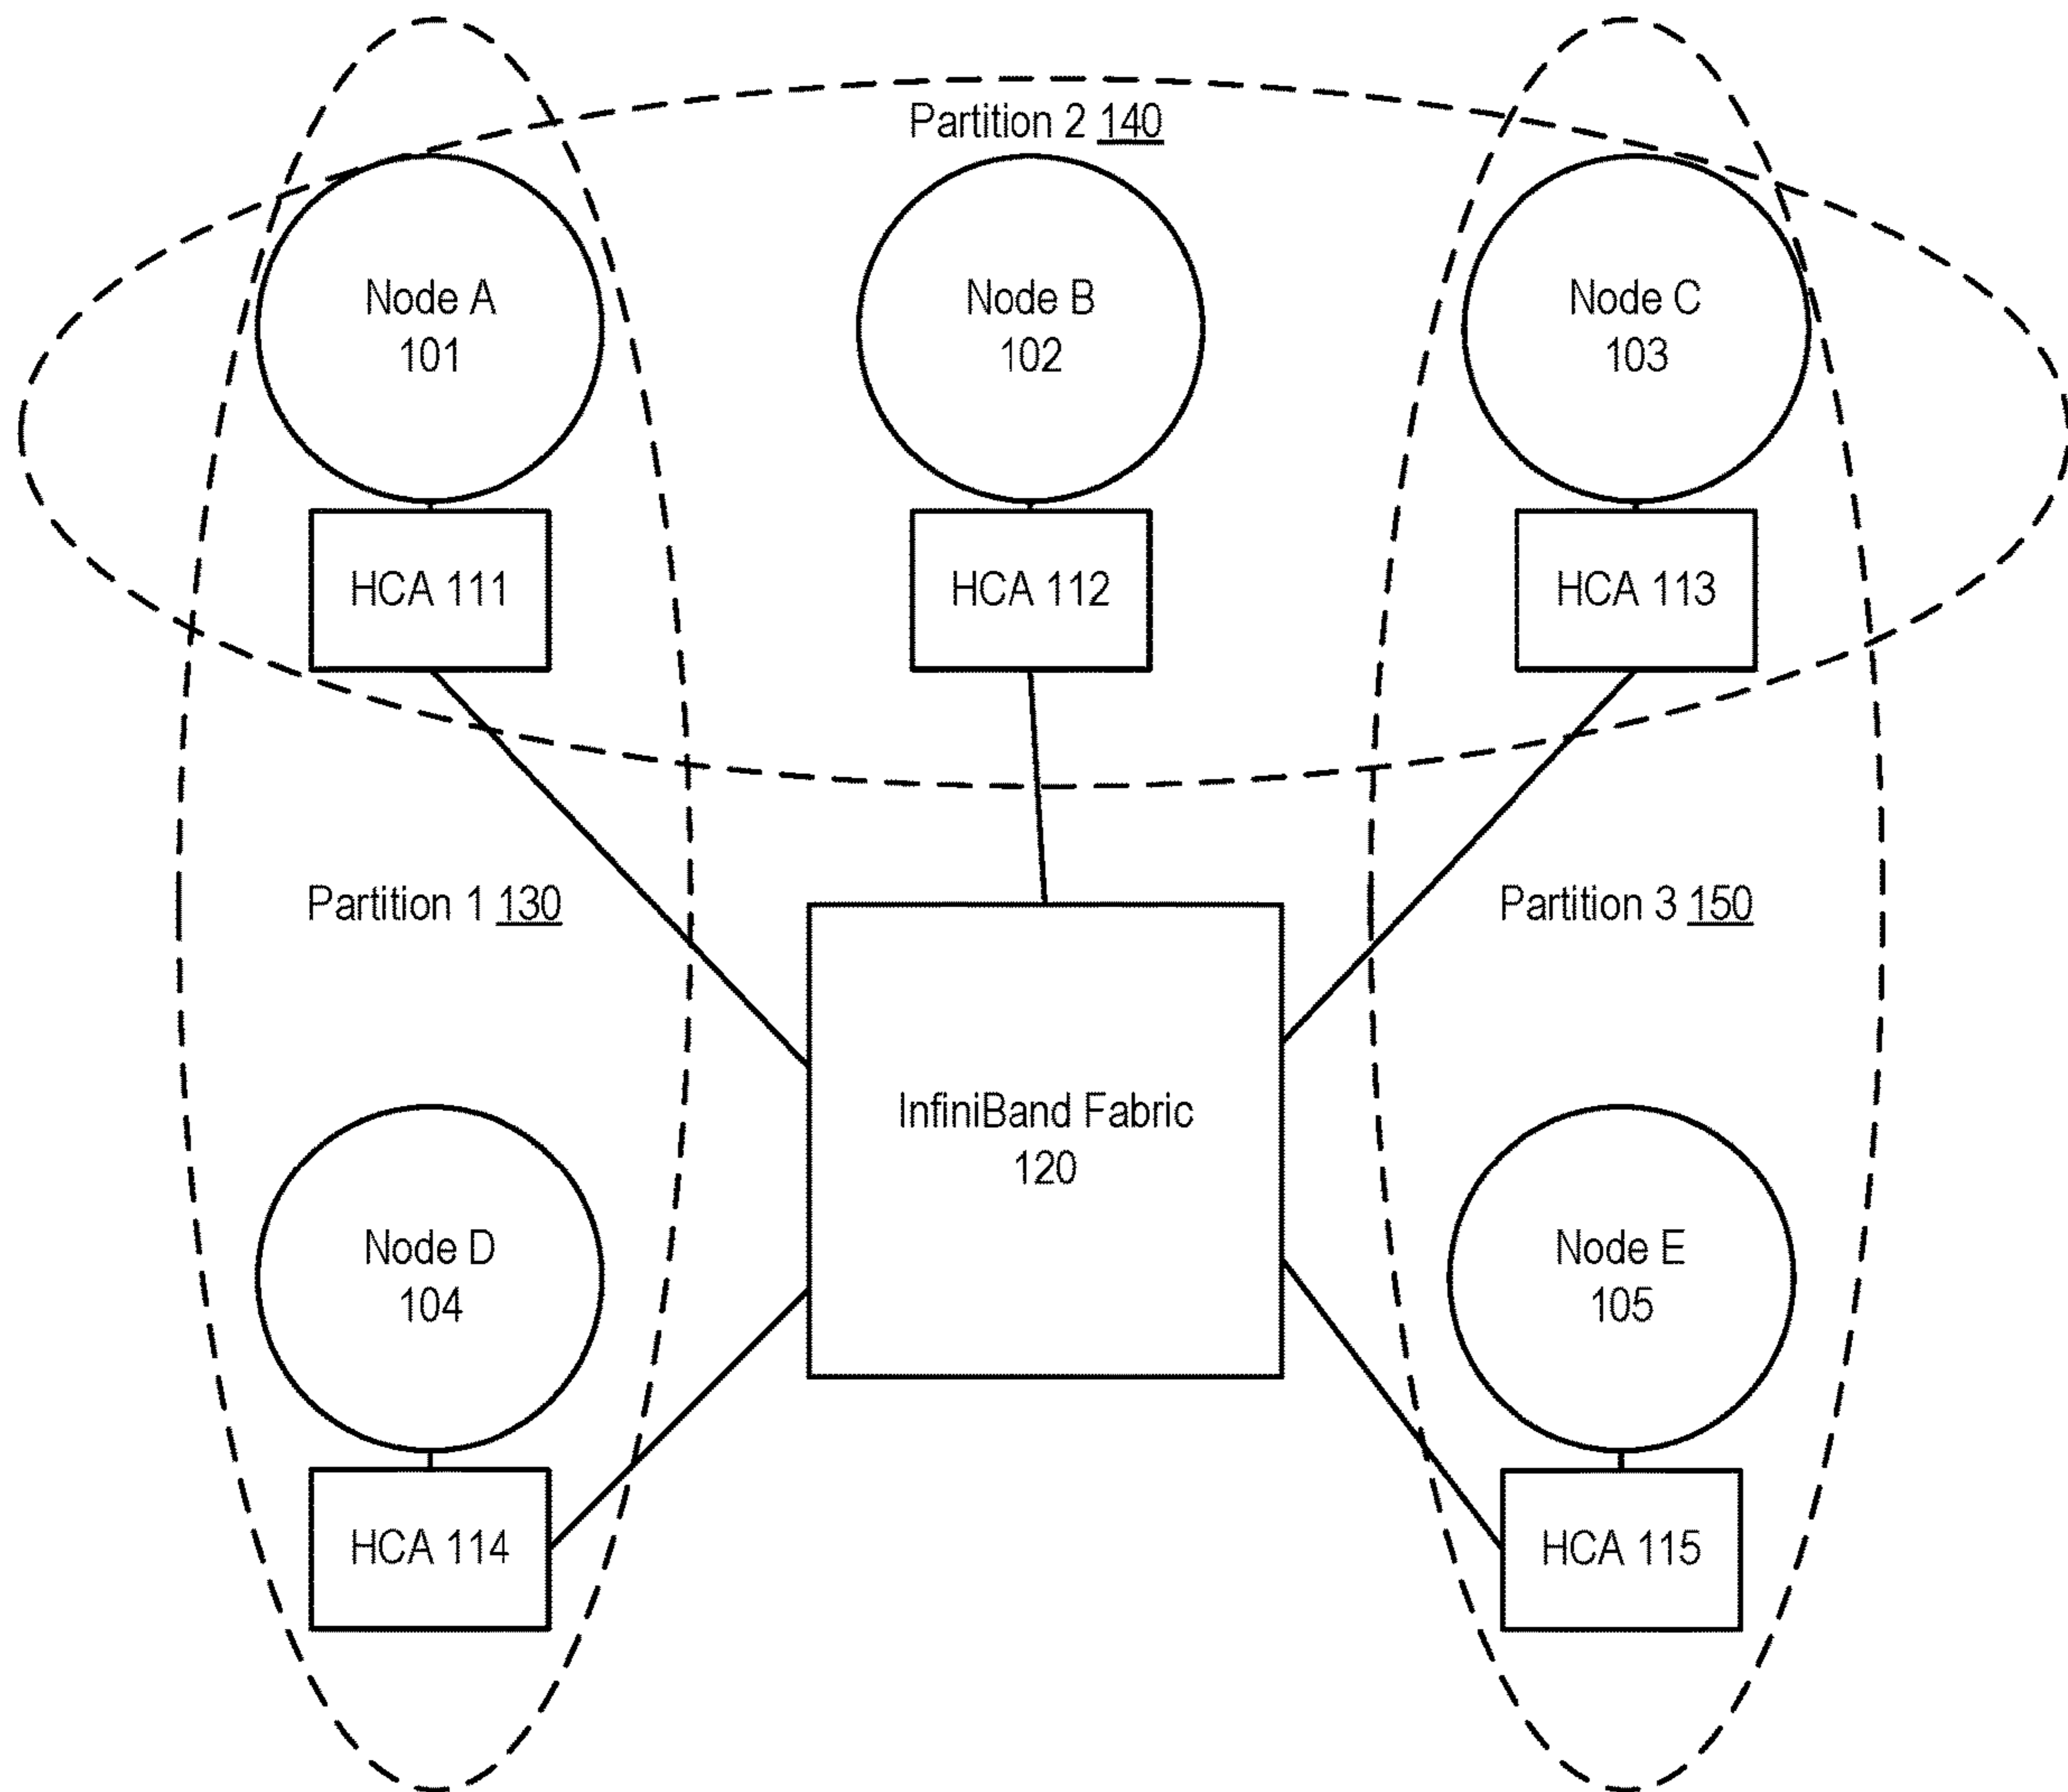 Partition 2 140
Node A
101
Node B
102
Node C
103
HCA 111
HCA 112
HCA 113
Partition 1 130
Partition 3 150
InfiniBand Fabric
120
Node D
104
Node E
105
HCA 114
HCA 115